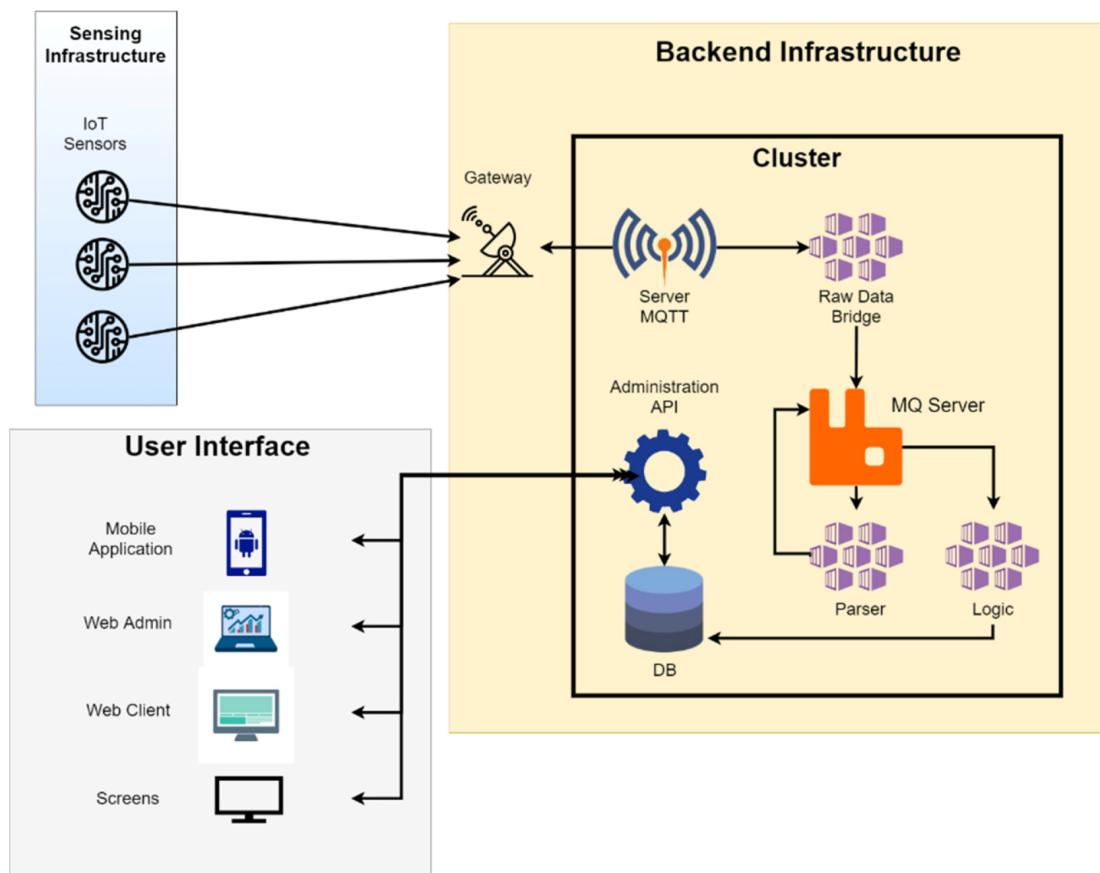 Sensing
Infrastructure
IoT
Sensors
Backend Infrastructure
Cluster
Gateway
Server
MQTT
Raw Data
Bridge
Administration
API
MQ Server
Parser
Logic
DB
User Interface
Mobile
Application
Web Admin
Web Client
Screens